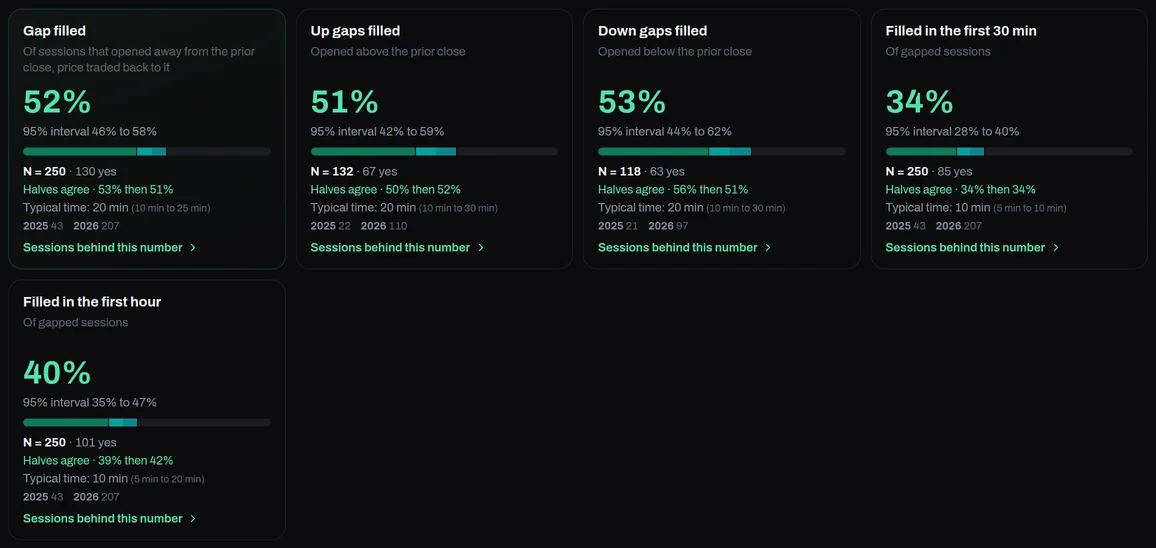 Gap filled
Of sessions that opened away from the prior
close, price traded back to it
52%
95% interval 46% to 58%
N = 250 · 130 yes
Halves agree · 53% then 51%
Typical time: 20 min (10 min to 25 min)
2025 43 2026 207
Sessions behind this number >
Up gaps filled
Opened above the prior close
51%
95% interval 42% to 59%
N = 132 · 67 yes
Halves agree · 50% then 52%
Typical time: 20 min (10 min to 30 min)
2025 22 2026 110
Sessions behind this number >
Down gaps filled
Opened below the prior close
53%
95% interval 44% to 62%
N = 118 · 63 yes
Halves agree · 56% then 51%
Typical time: 20 min (10 min to 30 min)
2025 21 2026 97
Sessions behind this number >
Filled in the first 30 min
Of gapped sessions
34%
95% interval 28% to 40%
N = 250 · 85 yes
Halves agree · 34% then 34%
Typical time: 10 min (5 min to 10 min)
2025 43 2026 207
Sessions behind this number >
Filled in the first hour
Of gapped sessions
40%
95% interval 35% to 47%
N = 250 · 101 yes
Halves agree · 39% then 42%
Typical time: 10 min (5 min to 20 min)
2025 43 2026 207
Sessions behind this number >